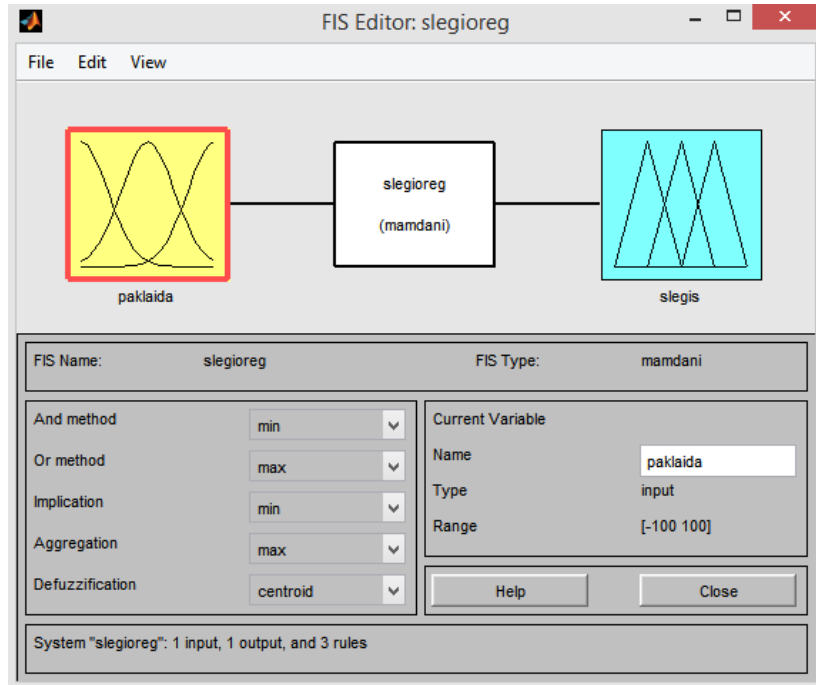 FIS Editor: slegioreg
File Edit View
slegioreg
(mamdani)
paklaida
slegis
FIS Name: slegioreg FIS Type: mamdani
And method min
Or method max
Implication min
Aggregation max
Defuzzification centroid
Current Variable
Name paklaida
Type input
Range [-100 100]
Help Close
System "slegioreg": 1 input, 1 output, and 3 rules